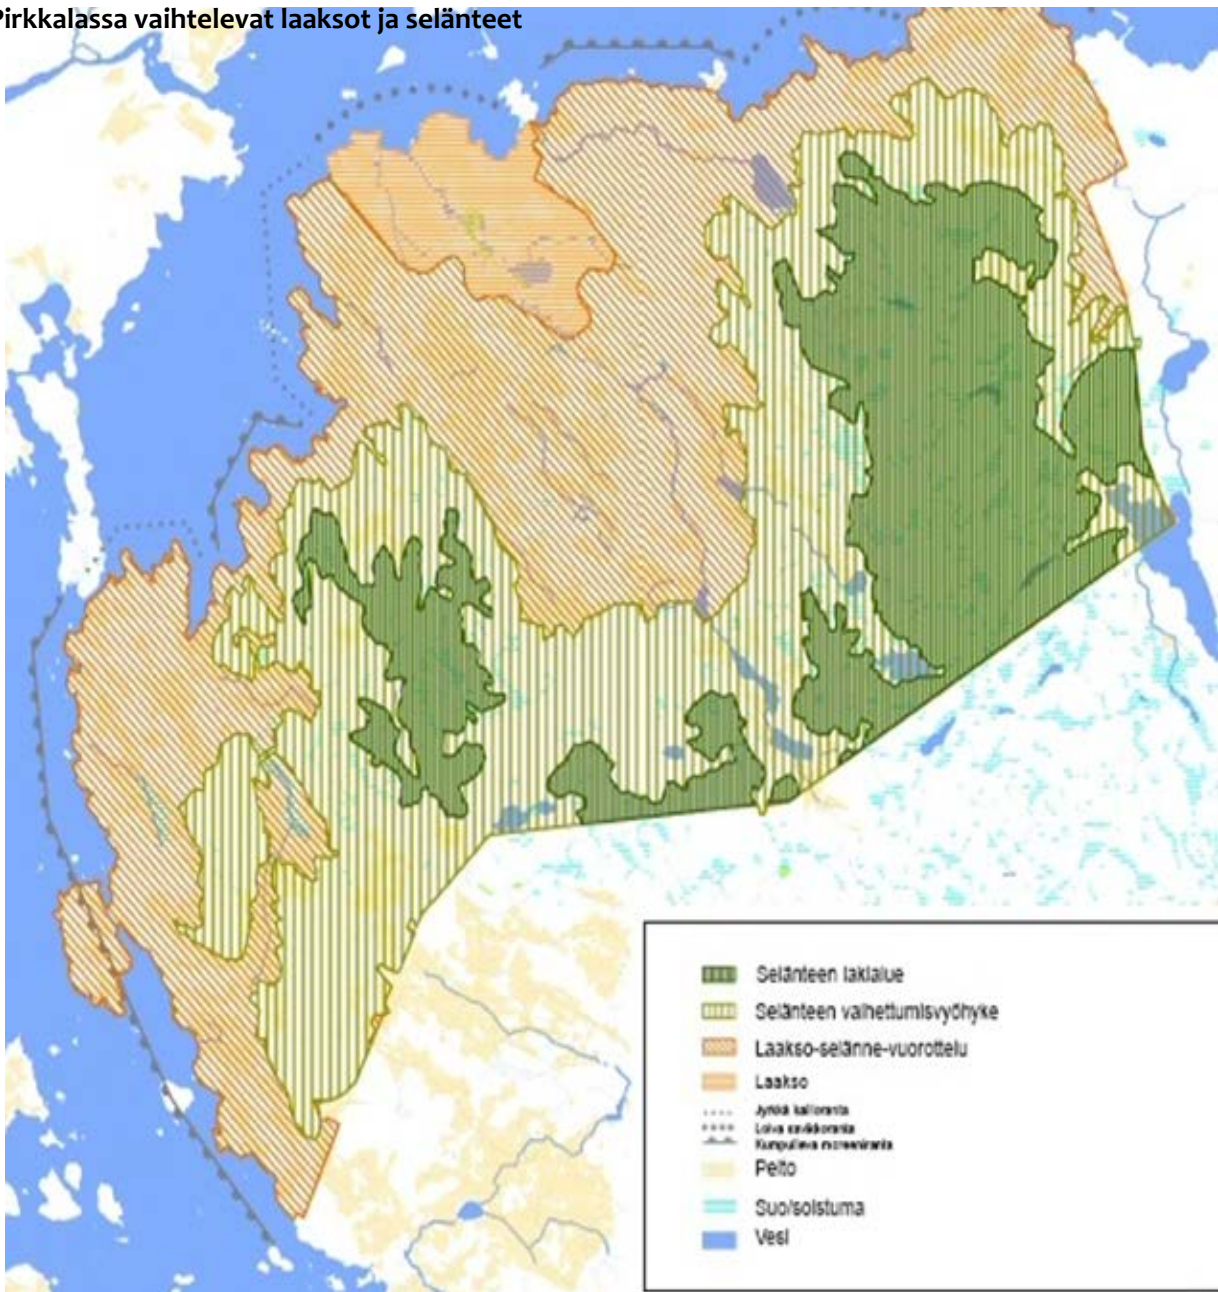 Pirkkalassa vaihtelevat laaksot ja selänteet
Selänteen lakialue
Selänteen vaihettumisvyöhyke
Laakso-selänne-vuorottelu
Laakso
Jyrkkä kallioranta
Loiva savikkoranta
Kumpuileva moreeniranta
Pelto
Suo/soistuma
Vesi